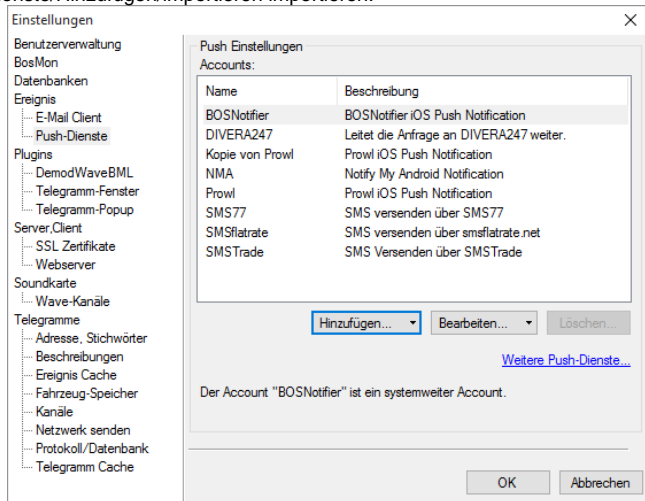 Einstellungen
Benutzerverwaltung
BosMon
Datenbanken
Ereignis
E-Mail Client
Push-Dienste
Plugins
DemodWaveBML
Telegramm-Fenster
Telegramm-Popup
Server,Client
SSL Zertifikate
Webserver
Soundkarte
Wave-Kanäle
Telegramme
Adresse, Stichwörter
Beschreibungen
Ereignis Cache
Fahrzeug-Speicher
Kanäle
Netzwerk senden
Protokoll/Datenbank
Telegramm Cache
Push Einstellungen
Accounts:
Name Beschreibung
BOSNotifier BOSNotifier iOS Push Notification
DIVERA247 Leitet die Anfrage an DIVERA247 weiter.
Kopie von Prowl Prowl iOS Push Notification
NMA Notify My Android Notification
Prowl Prowl iOS Push Notification
SMS77 SMS versenden über SMS77
SMSflatrate SMS versenden über smsflatrate.net
SMSTrade SMS Versenden über SMSTrade
Hinzufügen... Bearbeiten... Löschen...
Weitere Push-Dienste...
Der Account "BOSNotifier" ist ein systemweiter Account.
OK Abbrechen